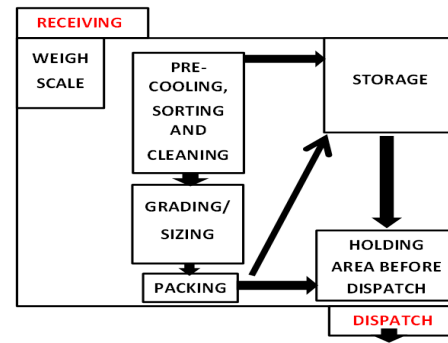 RECEIVING
WEIGH
SCALE
PRE-
COOLING,
SORTING
AND
CLEANING
STORAGE
GRADING/
SIZING
PACKING
HOLDING
AREA BEFORE
DISPATCH
DISPATCH